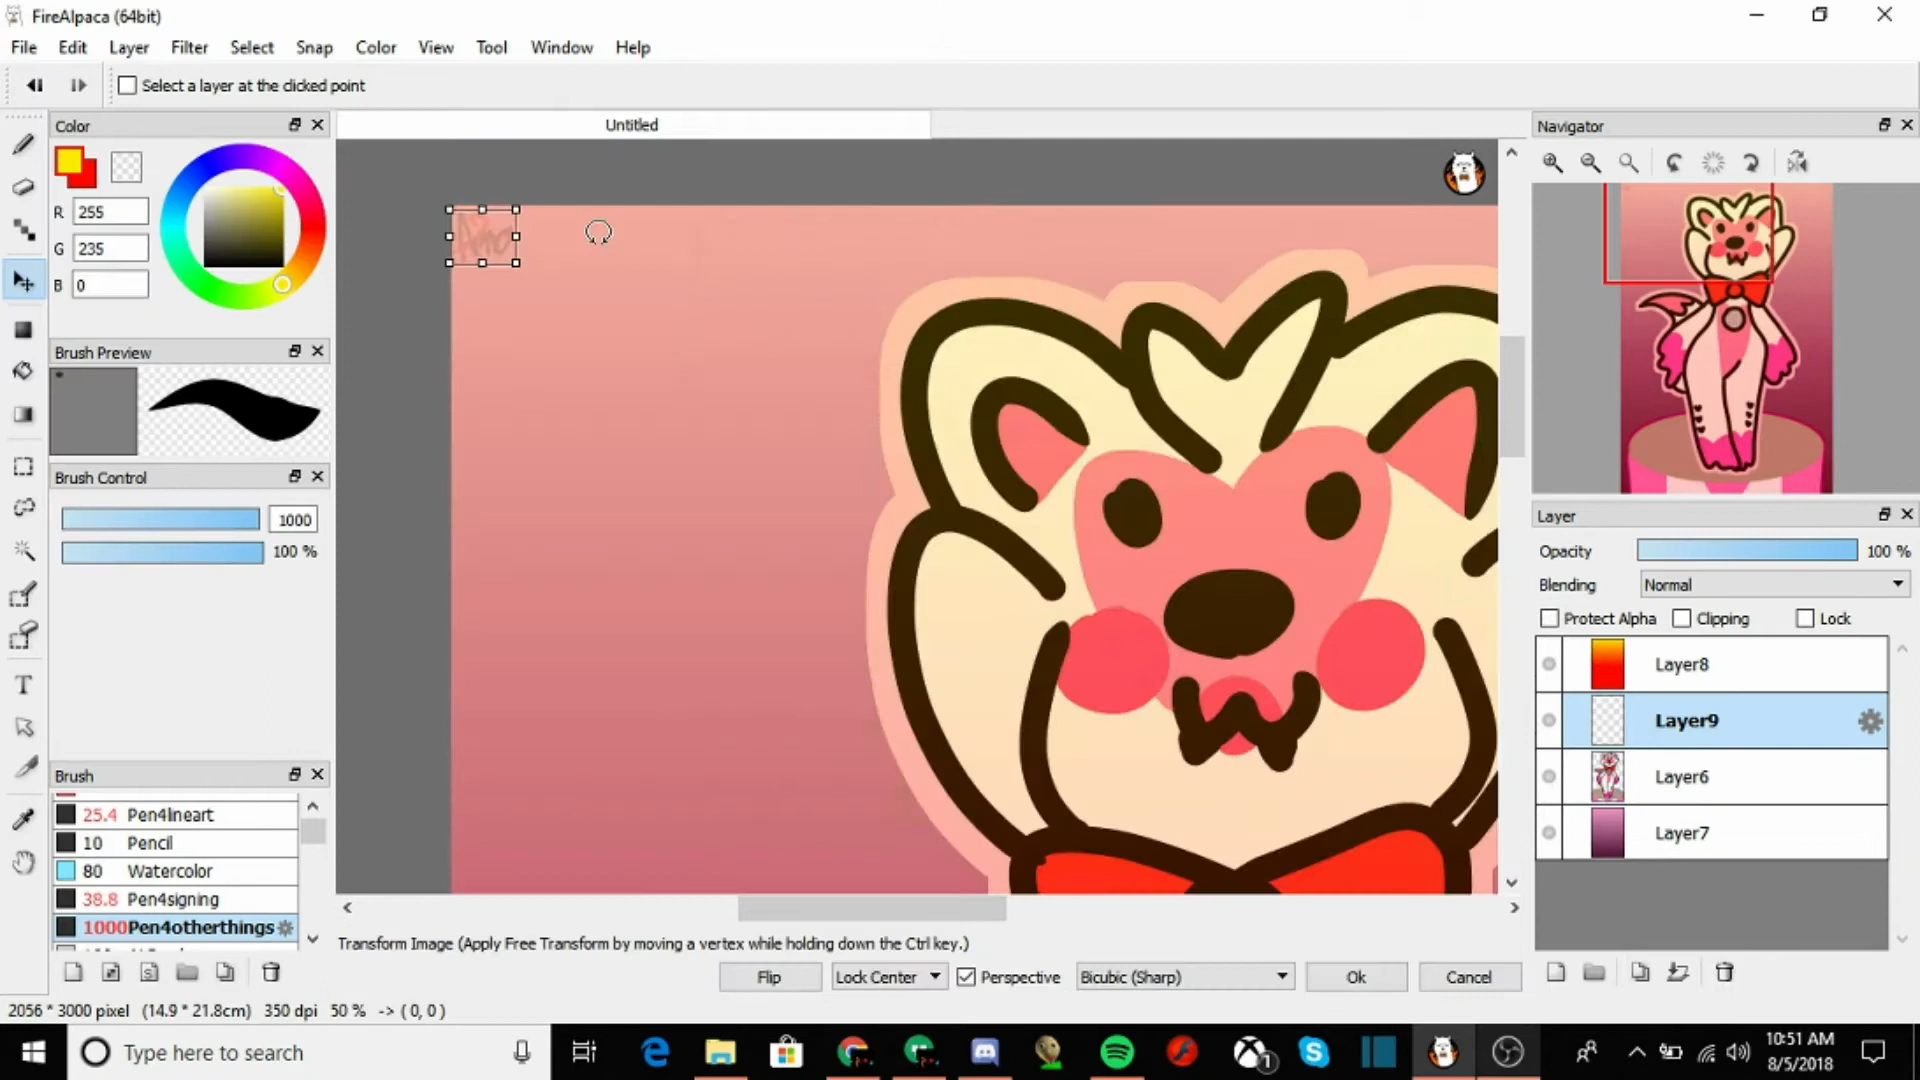 FireAlpaca (64bit)
File Edit Layer Filter Select Snap Color View Tool Window Help
Select a layer at the clicked point
Color
R 255
G 235
B 0
Brush Preview
Brush Control
1000
100 %
Brush
25.4 Pen4lineart
10 Pencil
80 Watercolor
38.8 Pen4signing
1000Pen4otherthings
Untitled
Transform Image (Apply Free Transform by moving a vertex while holding down the Ctrl key.)
Flip Lock Center Perspective Bicubic (Sharp) Ok Cancel
Navigator
Layer
Opacity 100 %
Blending Normal
Protect Alpha Clipping Lock
Layer8
Layer9
Layer6
Layer7
2056 * 3000 pixel (14.9 * 21.8cm) 350 dpi 50 % -> ( 0, 0 )
Type here to search
1
10:51 AM
8/5/2018